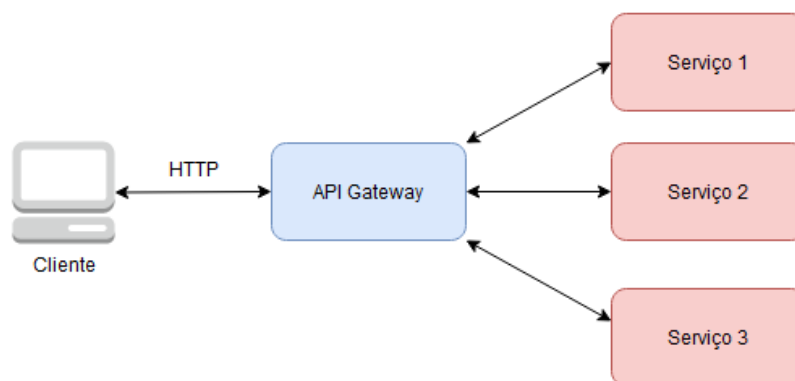 Serviço 1
HTTP
API Gateway
Serviço 2
Cliente
Serviço 3